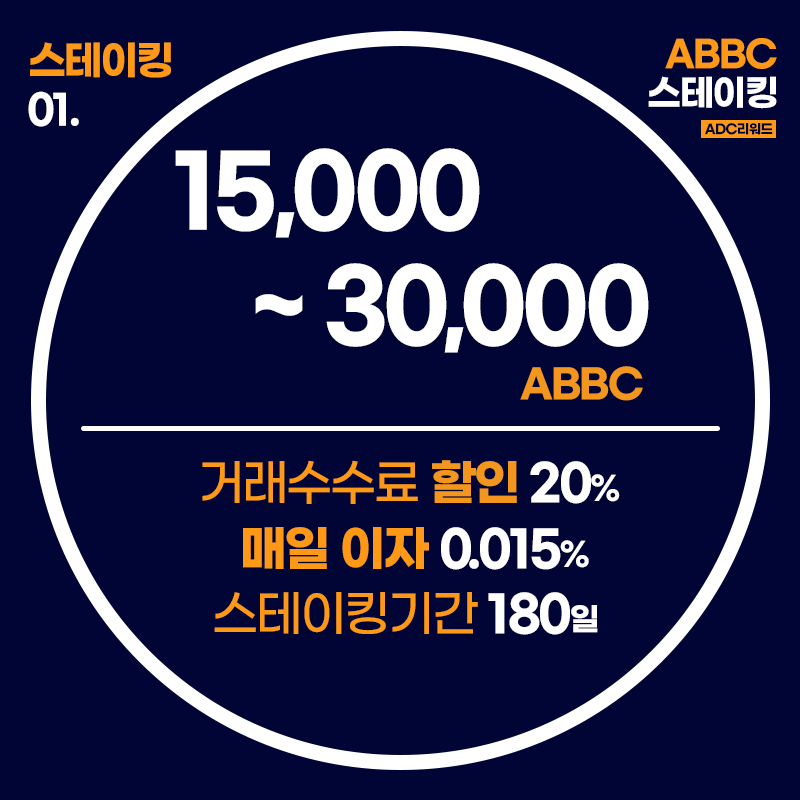 스테이킹
01.
ABBC
스테이킹
ADC리워드
15,000
~ 30,000
ABBC
거래수수료 할인 20%
매일 이자 0.015%
스테이킹기간 180일